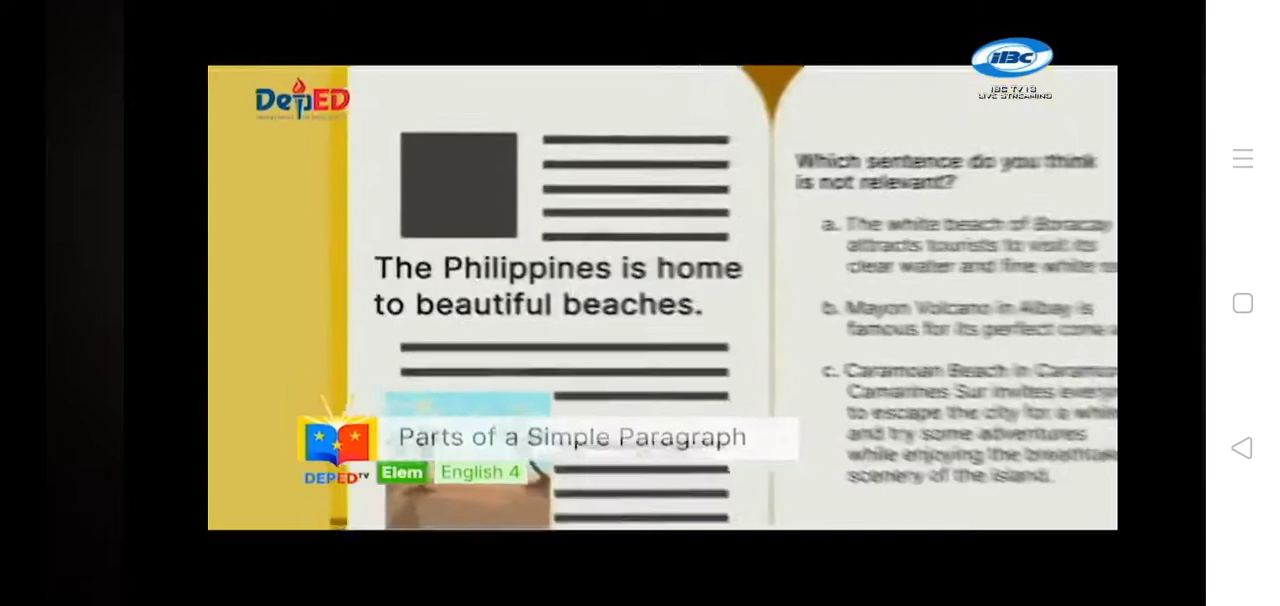 DepED
iBC
IBC TV 13
LIVE STREAMING
The Philippines is home
to beautiful beaches.
Parts of a Simple Paragraph
DEPEDTV
Elem
English 4
Which sentence do you think
is not relevant?
a. The white beach of Boracay
attracts tourists to visit its
clear water and fine white
b. Mayon Volcano in Albay is
famous for its perfect cone
c. Caramoan Beach in
Camarines Sur invites
to escape the city for a while
and try some adventures
while enjoying the
scenery of the island.